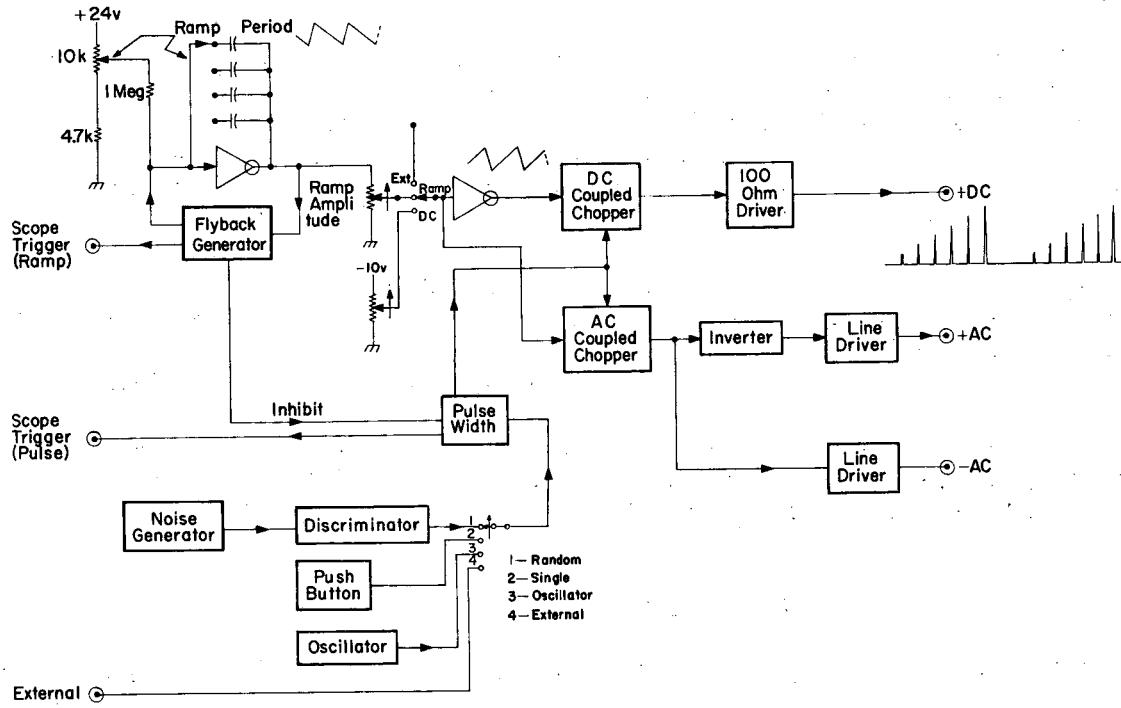 +24v
Ramp
Period
10k
1 Meg
4.7k
Ramp
Ampli
tude
Ext.
Ramp
DC
-10v
DC
Coupled
Chopper
100
Ohm
Driver
+DC
Scope
Trigger
(Ramp)
Flyback
Generator
AC
Coupled
Chopper
Inverter
Line
Driver
+AC
Inhibit
Pulse
Width
Scope
Trigger
(Pulse)
Line
Driver
-AC
Noise
Generator
Discriminator
1
2
3
4
Push
Button
1— Random
2— Single
3— Oscillator
4— External
Oscillator
External